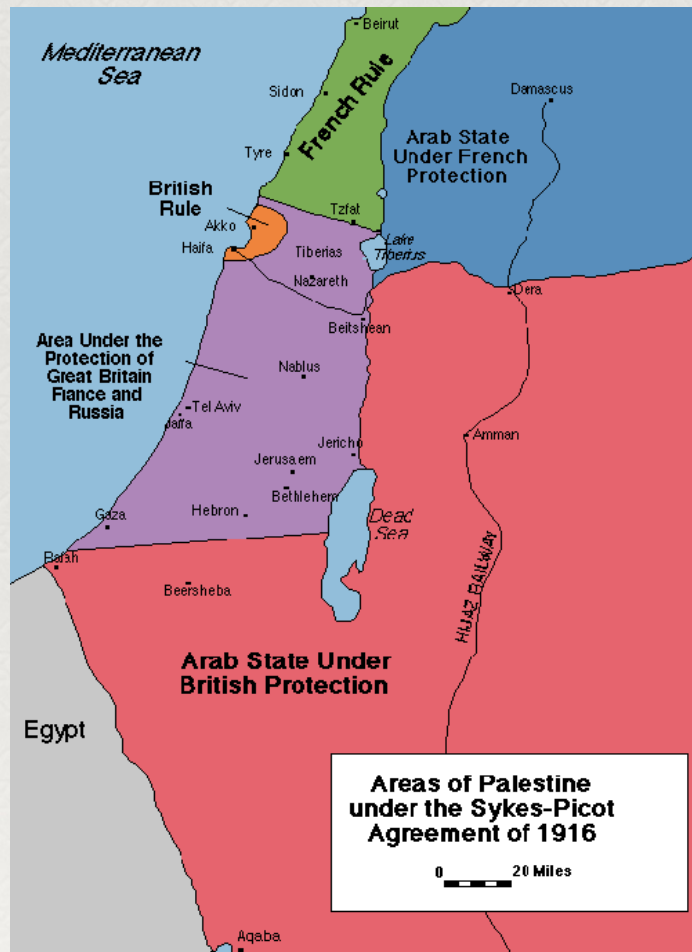 Beirut
Mediterranean
Sea
Sidon
French Rule
Damascus
Arab State
Under French
Protection
Tyre
British
Rule
Tzfat
Akko
Haifa
Tiberias
Lake
Tiberius
Nazareth
Dera
Beitshean
Area Under the
Protection of
Great Britain
Fiance and
Russia
Nablus
Tel Aviv
Jaffa
Amman
Jericho
Jerusaem
Bethlehem
Hebron
Gaza
Dead
Sea
Rafah
HIJAZ RAILWAY
Beersheba
Arab State Under
British Protection
Egypt
Areas of Palestine
under the Sykes-Picot
Agreement of 1916
0 20 Miles
Aqaba